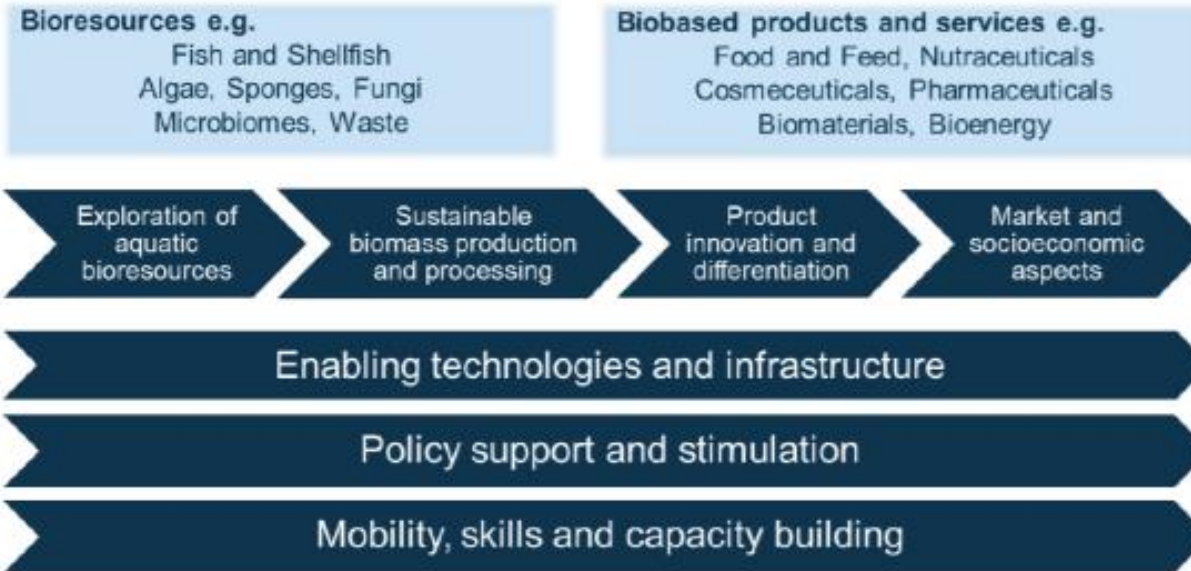 Bioresources e.g.
Fish and Shellfish
Algae, Sponges, Fungi
Microbiomes, Waste
Biobased products and services e.g.
Food and Feed, Nutraceuticals
Cosmeceuticals, Pharmaceuticals
Biomaterials, Bioenergy
Exploration of
aquatic
bioresources
Sustainable
biomass production
and processing
Product
innovation and
differentiation
Market and
socioeconomic
aspects
Enabling technologies and infrastructure
Policy support and stimulation
Mobility, skills and capacity building